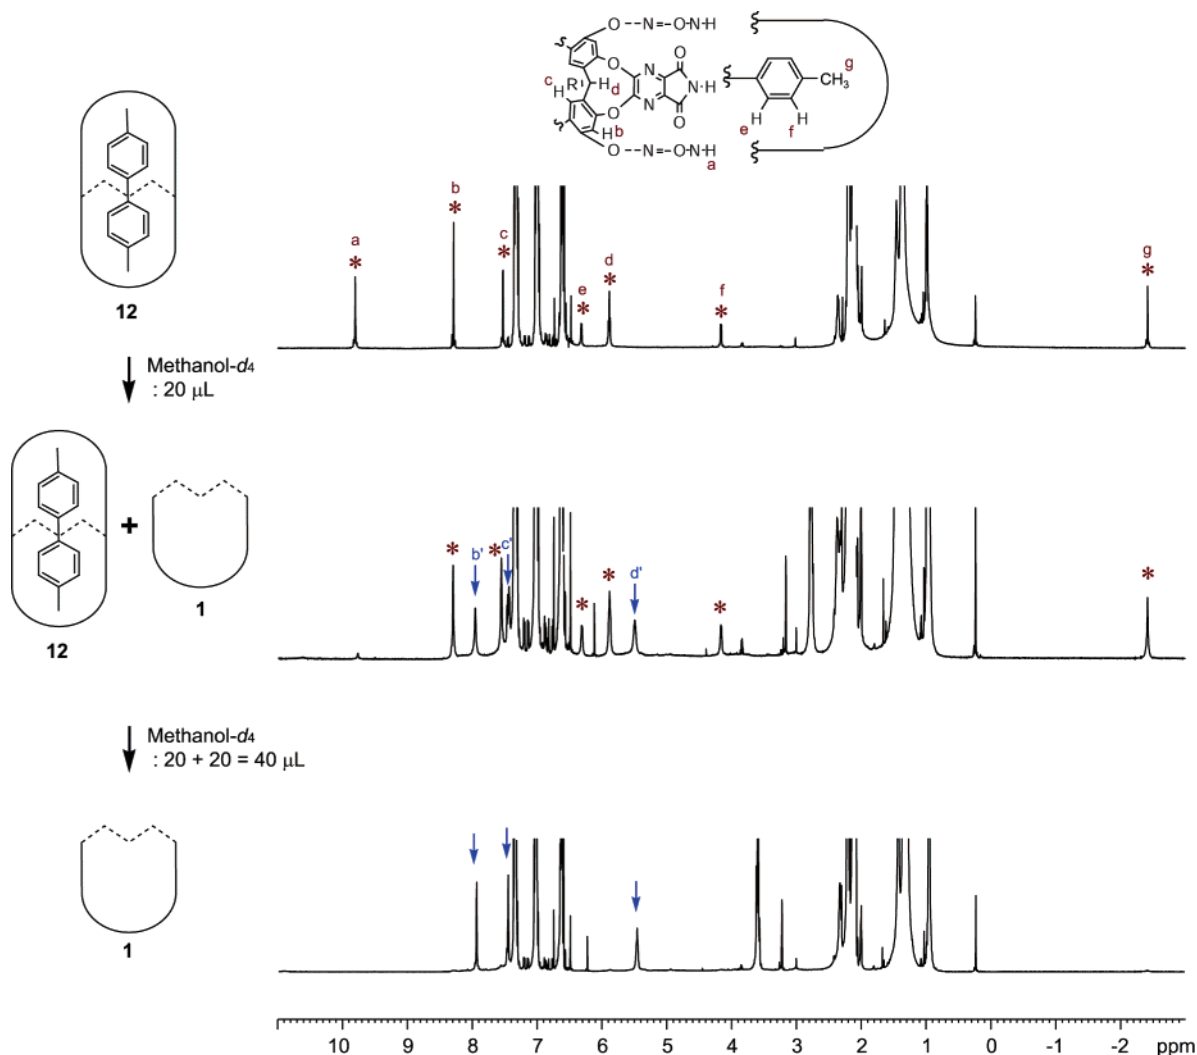 O--N=-O-N-H
g
O
c
R
H
d
O
N
O
N-H
CH3
H
O
N
O
H
b
H
H
e
f
O--N=-O-N-H
a
a
*
b
*
c
*
e
*
d
*
f
*
g
*
12
Methanol-d4
: 20 μL
12
+
1
*
b'
*
c'
*
*
d'
*
*
Methanol-d4
: 20 + 20 = 40 μL
1
10 8 7 6 5 4 3 2 1 0 -1 -2 ppm